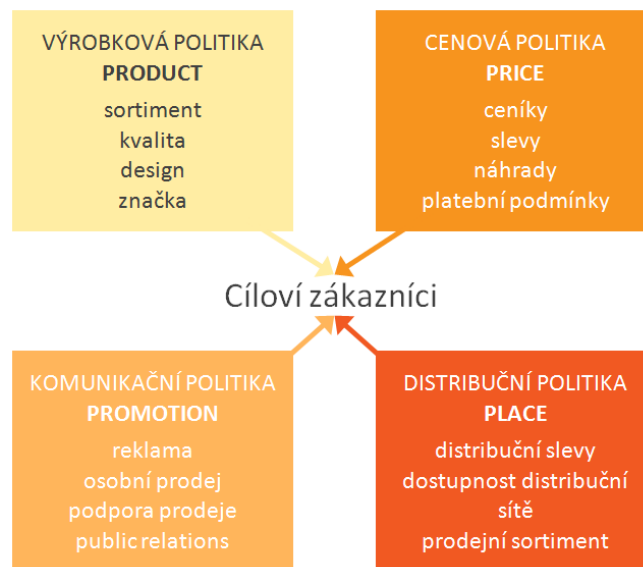 VÝROBKOVÁ POLITIKA
PRODUCT
sortiment
kvalita
design
značka
CENOVÁ POLITIKA
PRICE
ceníky
slevy
náhrady
platební podmínky
Cíloví zákazníci
KOMUNIKAČNÍ POLITIKA
PROMOTION
reklama
osobní prodej
podpora prodeje
public relations
DISTRIBUČNÍ POLITIKA
PLACE
distribuční slevy
dostupnost distribuční
sítě
prodejní sortiment